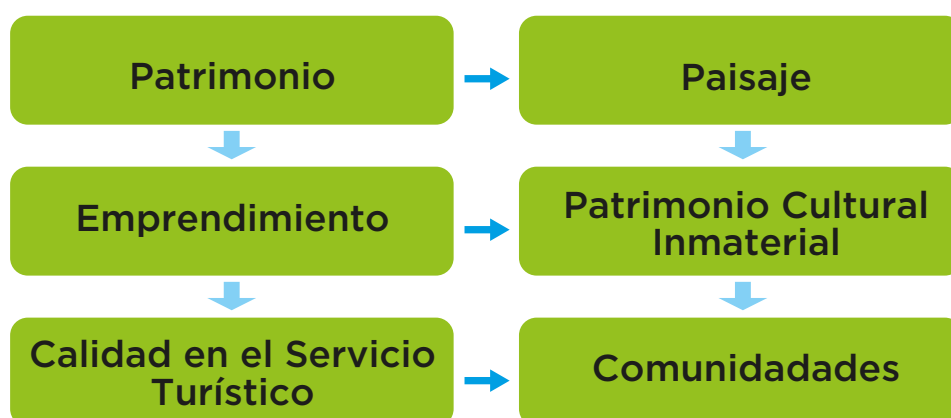 Patrimonio
Paisaje
Emprendimiento
Patrimonio Cultural
Inmaterial
Calidad en el Servicio
Turístico
Comunidadades